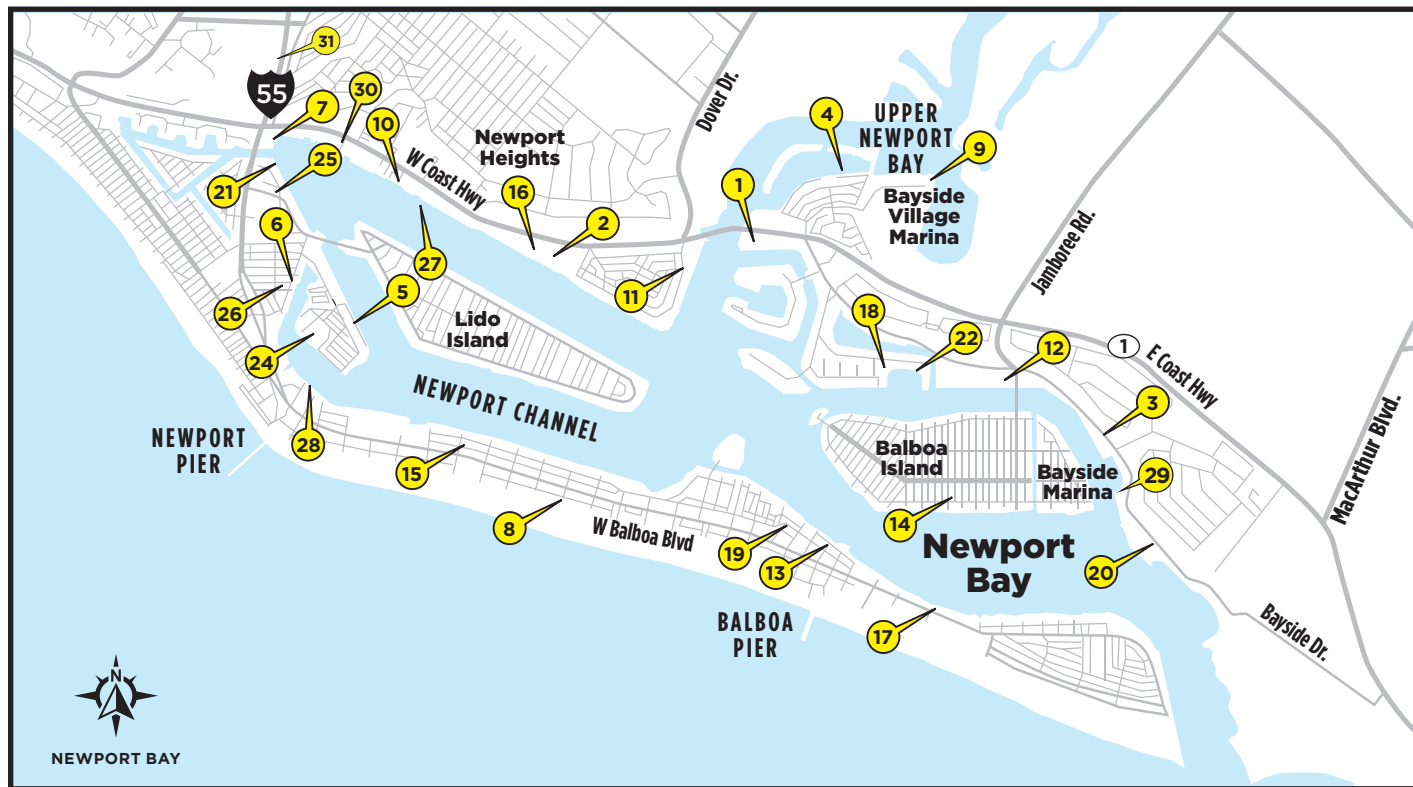 31
55
7
30
10
Newport
Heights
Dover Dr.
4
UPPER
NEWPORT
BAY
9
21
25
W Coast Hwy
16
2
1
Bayside
Village
Marina
6
27
11
Jamboree Rd.
26
5
Lido
Island
18
22
12
1
E Coast Hwy
24
NEWPORT CHANNEL
3
MacArthur Blvd.
NEWPORT
PIER
28
15
Balboa
Island
Bayside
Marina
29
8
W Balboa Blvd
14
19
13
Newport
Bay
20
BALBOA
PIER
17
Bayside Dr.
N
NEWPORT BAY